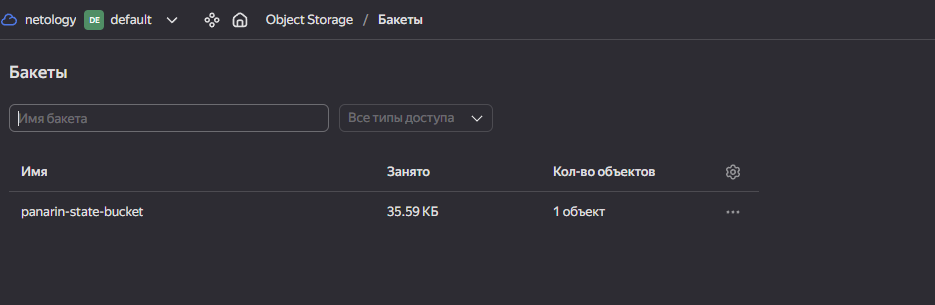 netology DE default Object Storage / Бакеты
Бакеты
Имя бакета Все типы доступа
Имя Занято Кол-во объектов
panarin-state-bucket 35.59 КБ 1 объект